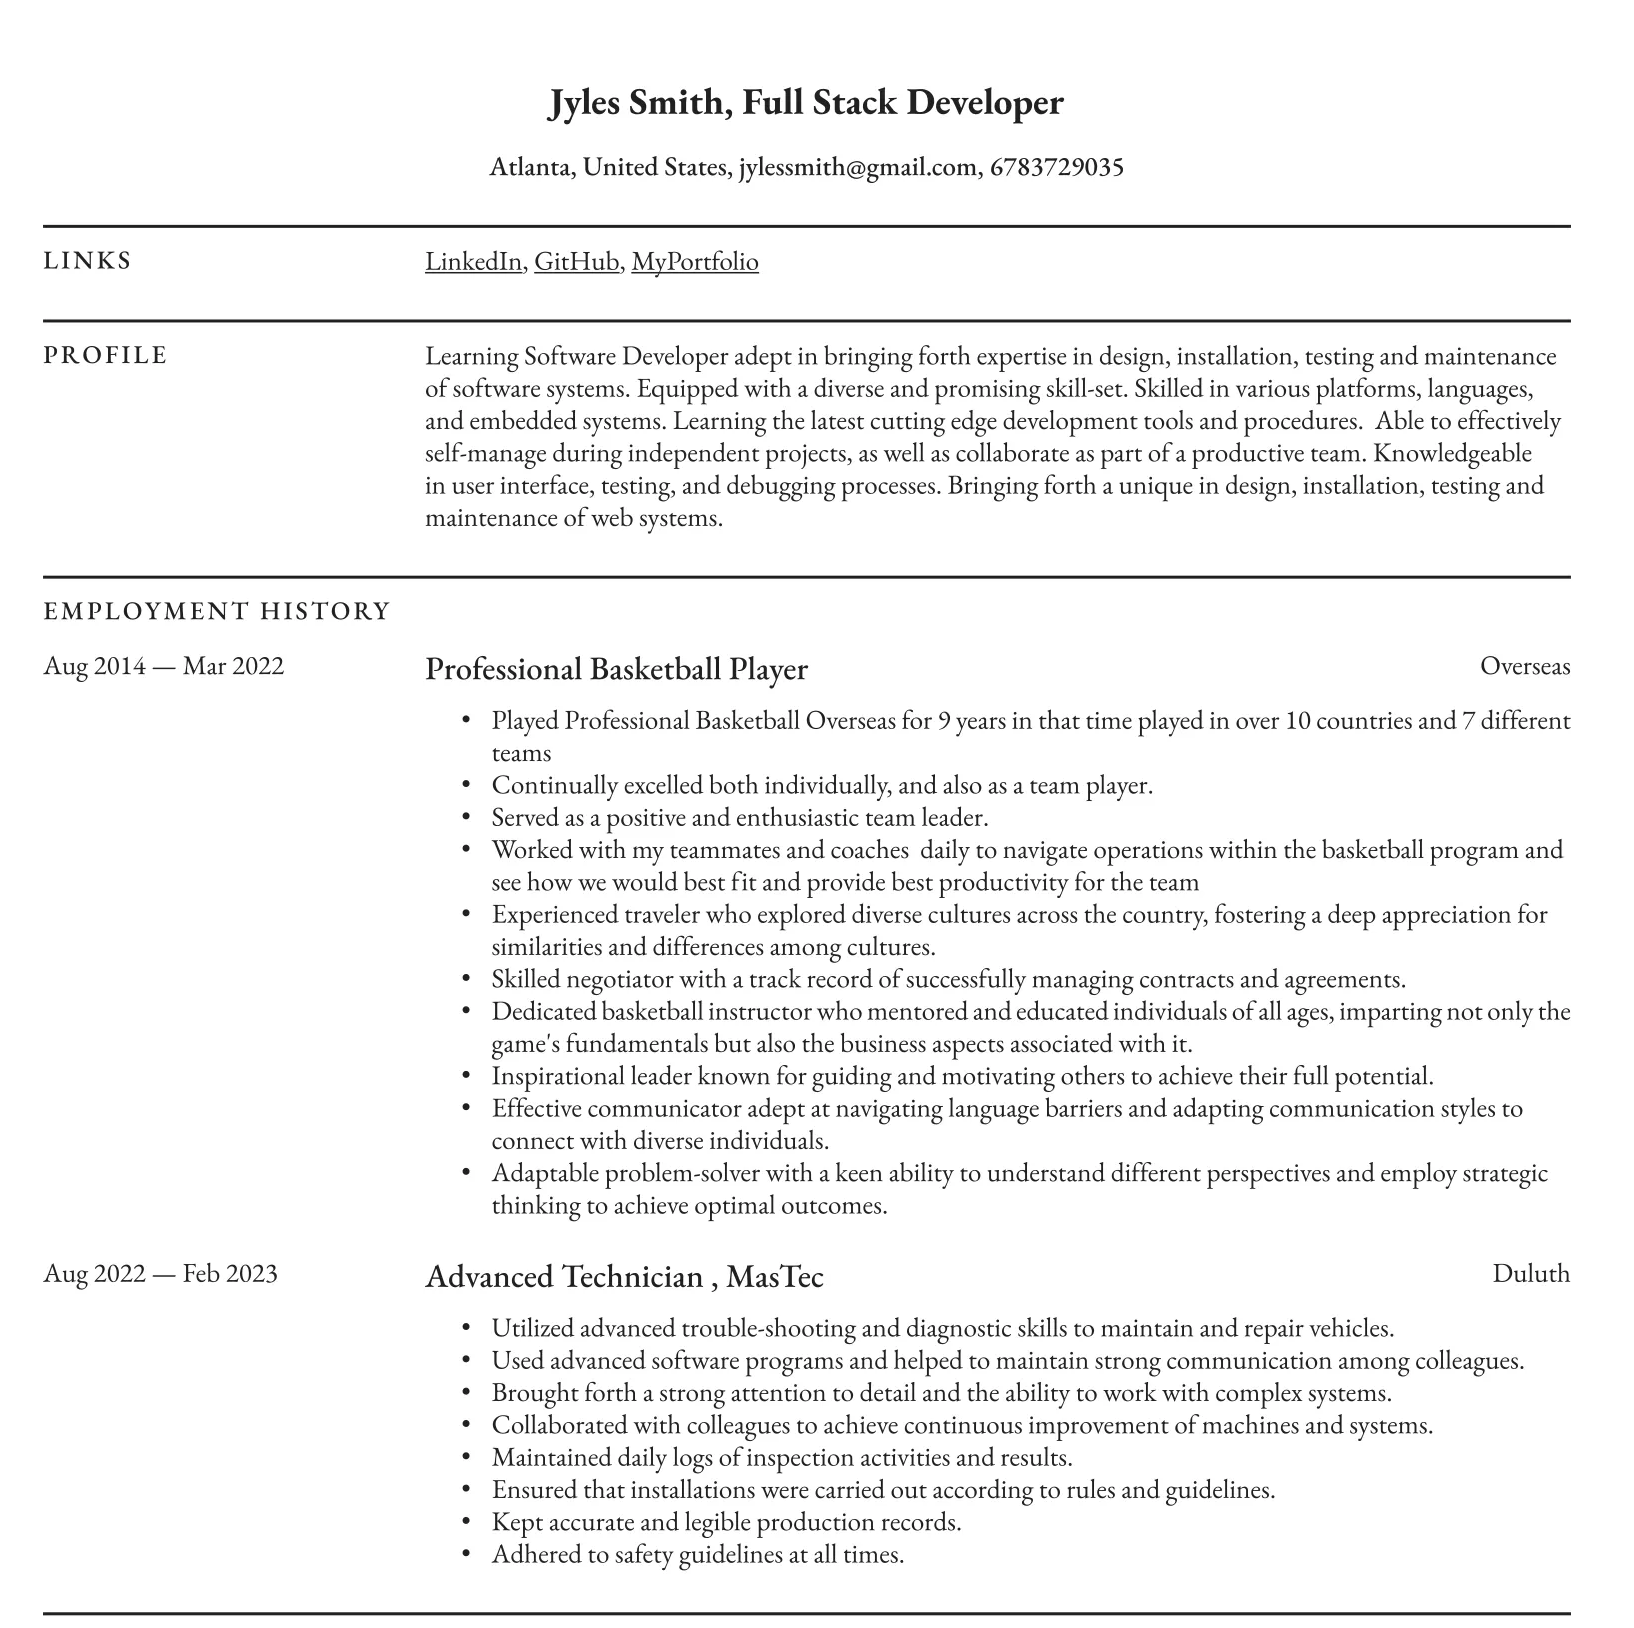 Jyles Smith, Full Stack Developer
Atlanta, United States, jylessmith@gmail.com, 6783729035
LINKS
LinkedIn, GitHub, MyPortfolio
PROFILE
Learning Software Developer adept in bringing forth expertise in design, installation, testing and maintenance
of software systems. Equipped with a diverse and promising skill-set. Skilled in various platforms, languages,
and embedded systems. Learning the latest cutting edge development tools and procedures.  Able to effectively
self-manage during independent projects, as well as collaborate as part of a productive team. Knowledgeable
in user interface, testing, and debugging processes. Bringing forth a unique in design, installation, testing and
maintenance of web systems.
EMPLOYMENT HISTORY
Aug 2014 — Mar 2022 Professional Basketball Player Overseas
• Played Professional Basketball Overseas for 9 years in that time played in over 10 countries and 7 different
teams
• Continually excelled both individually, and also as a team player.
• Served as a positive and enthusiastic team leader.
• Worked with my teammates and coaches  daily to navigate operations within the basketball program and
see how we would best fit and provide best productivity for the team
• Experienced traveler who explored diverse cultures across the country, fostering a deep appreciation for
similarities and differences among cultures.
• Skilled negotiator with a track record of successfully managing contracts and agreements.
• Dedicated basketball instructor who mentored and educated individuals of all ages, imparting not only the
game's fundamentals but also the business aspects associated with it.
• Inspirational leader known for guiding and motivating others to achieve their full potential.
• Effective communicator adept at navigating language barriers and adapting communication styles to
connect with diverse individuals.
• Adaptable problem-solver with a keen ability to understand different perspectives and employ strategic
thinking to achieve optimal outcomes.
Aug 2022 — Feb 2023 Advanced Technician , MasTec Duluth
• Utilized advanced trouble-shooting and diagnostic skills to maintain and repair vehicles.
• Used advanced software programs and helped to maintain strong communication among colleagues.
• Brought forth a strong attention to detail and the ability to work with complex systems.
• Collaborated with colleagues to achieve continuous improvement of machines and systems.
• Maintained daily logs of inspection activities and results.
• Ensured that installations were carried out according to rules and guidelines.
• Kept accurate and legible production records.
• Adhered to safety guidelines at all times.